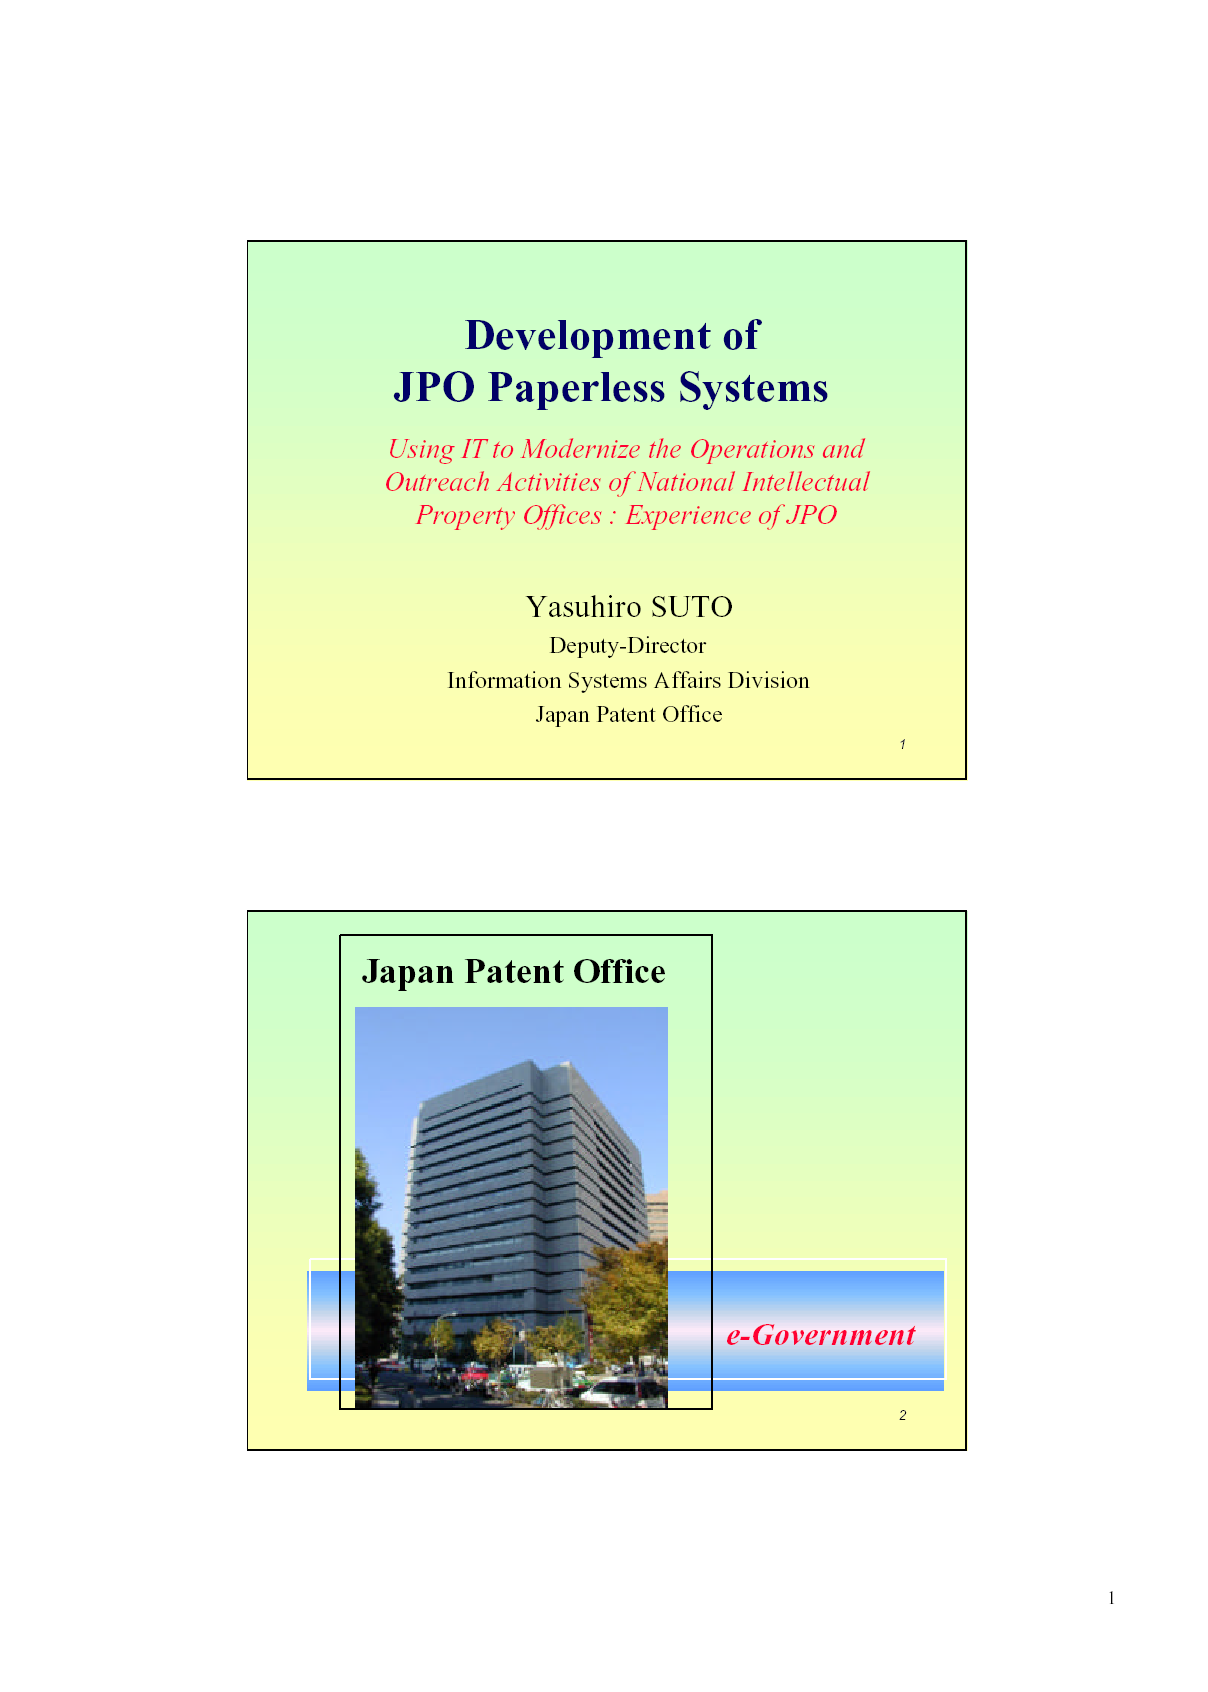 Development of
JPO Paperless Systems
Using IT to Modernize the Operations and
Outreach Activities of National Intellectual
Property Offices : Experience of JPO
Yasuhiro SUTO
Deputy-Director
Information Systems Affairs Division
Japan Patent Office
1
Japan Patent Office
e-Government
2
1